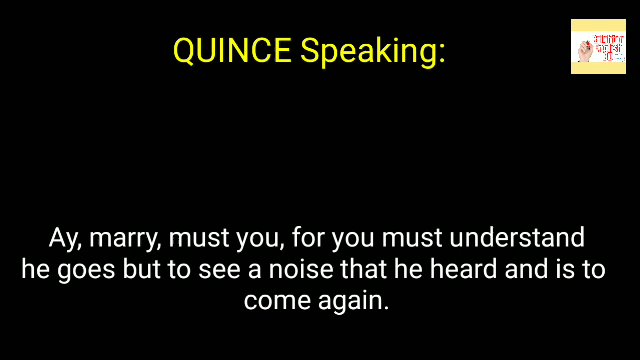 QUINCE Speaking:
Ay, marry, must you, for you must understand
he goes but to see a noise that he heard and is to
come again.